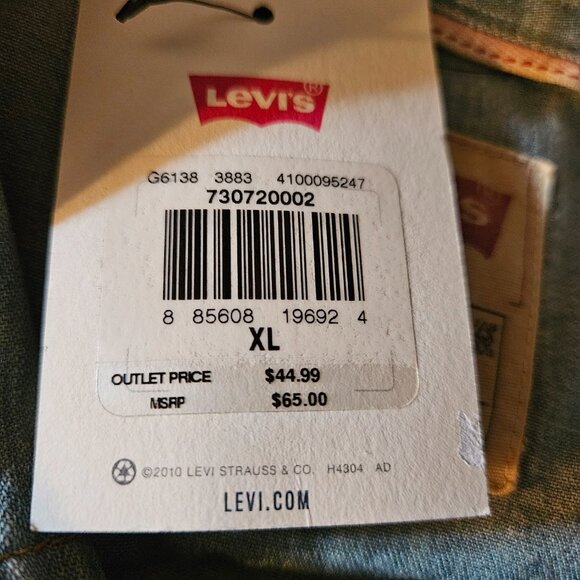 LEVI'S®
G6138 3883 4100095247
730720002
8 85608 19692 4
XL
OUTLET PRICE $44.99
MSRP $65.00
©2010 LEVI STRAUSS & CO. H4304 AD
LEVI.COM